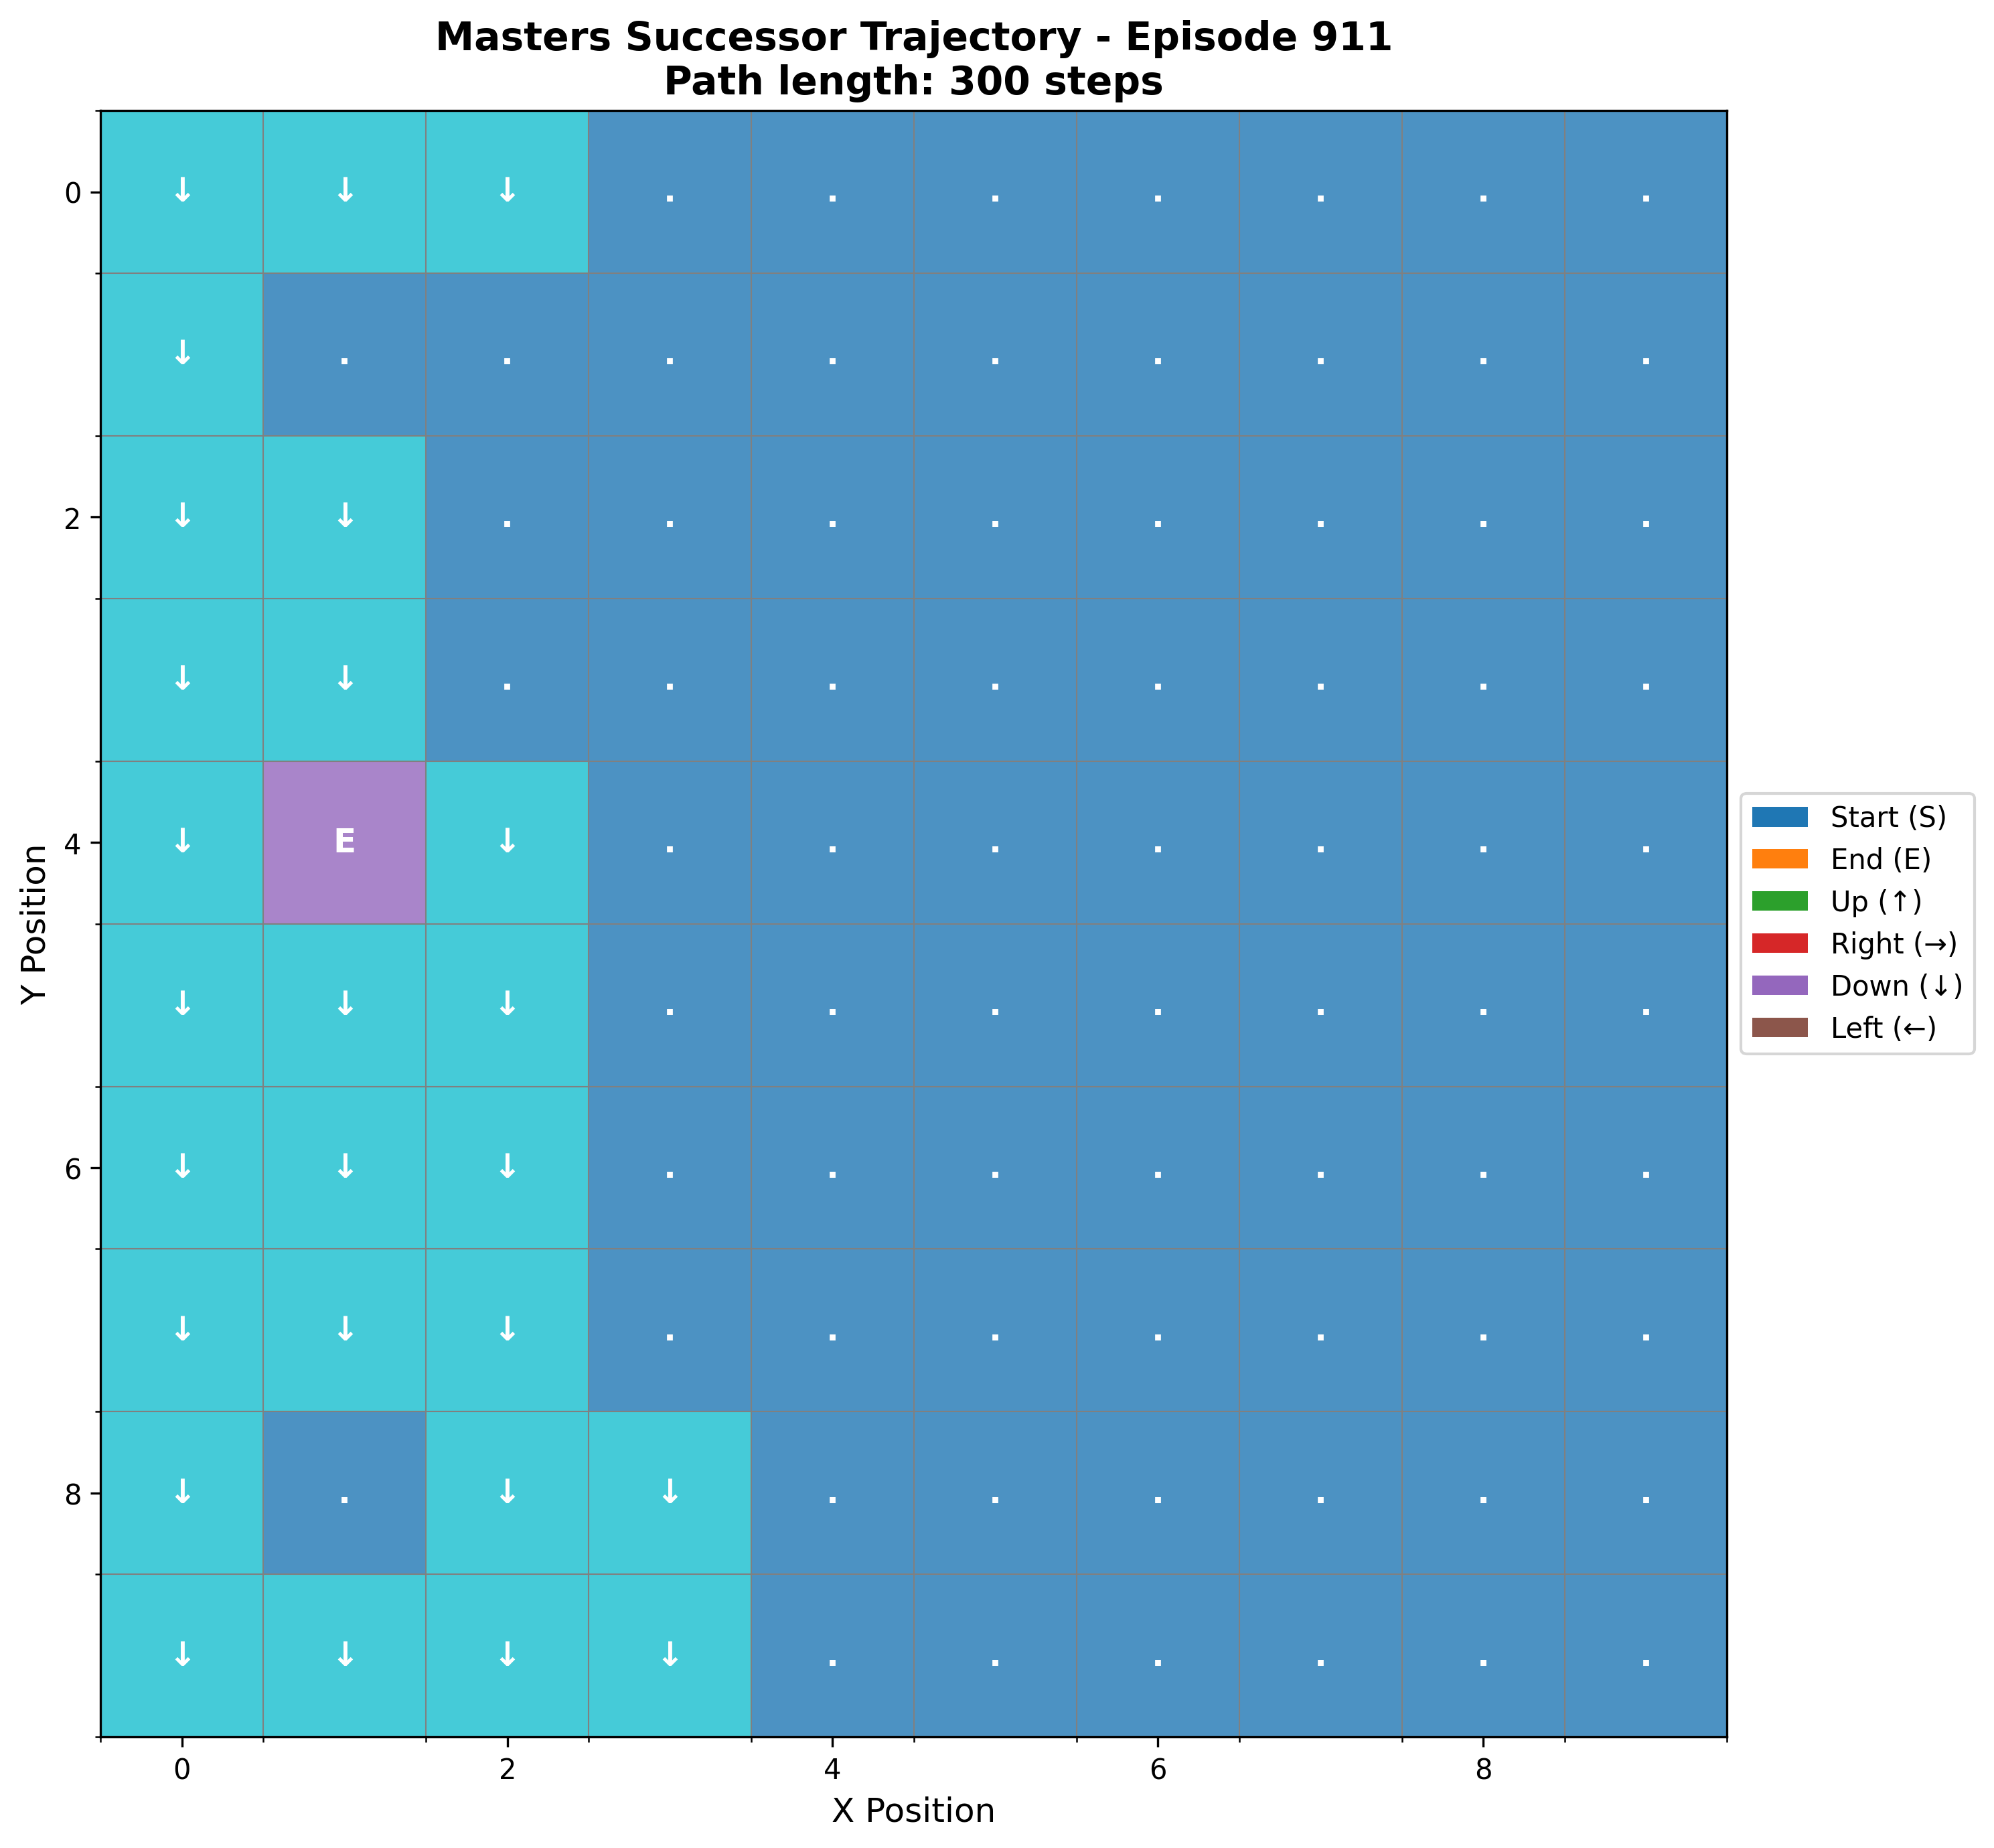 Masters Successor Trajectory - Episode 911
Path length: 300 steps
0 ↓ ↓ ↓ . . . . . . .
↓ . . . . . . . . .
2 ↓ ↓ . . . . . . . .
↓ ↓ . . . . . . . .
4 ↓ E ↓ . . . . . . .
↓ ↓ ↓ . . . . . . .
6 ↓ ↓ ↓ . . . . . . .
↓ ↓ ↓ . . . . . . .
8 ↓ . ↓ ↓ . . . . . .
↓ ↓ ↓ ↓ . . . . . .
0 2 4 6 8
X Position
Y Position
Start (S)
End (E)
Up (↑)
Right (→)
Down (↓)
Left (←)